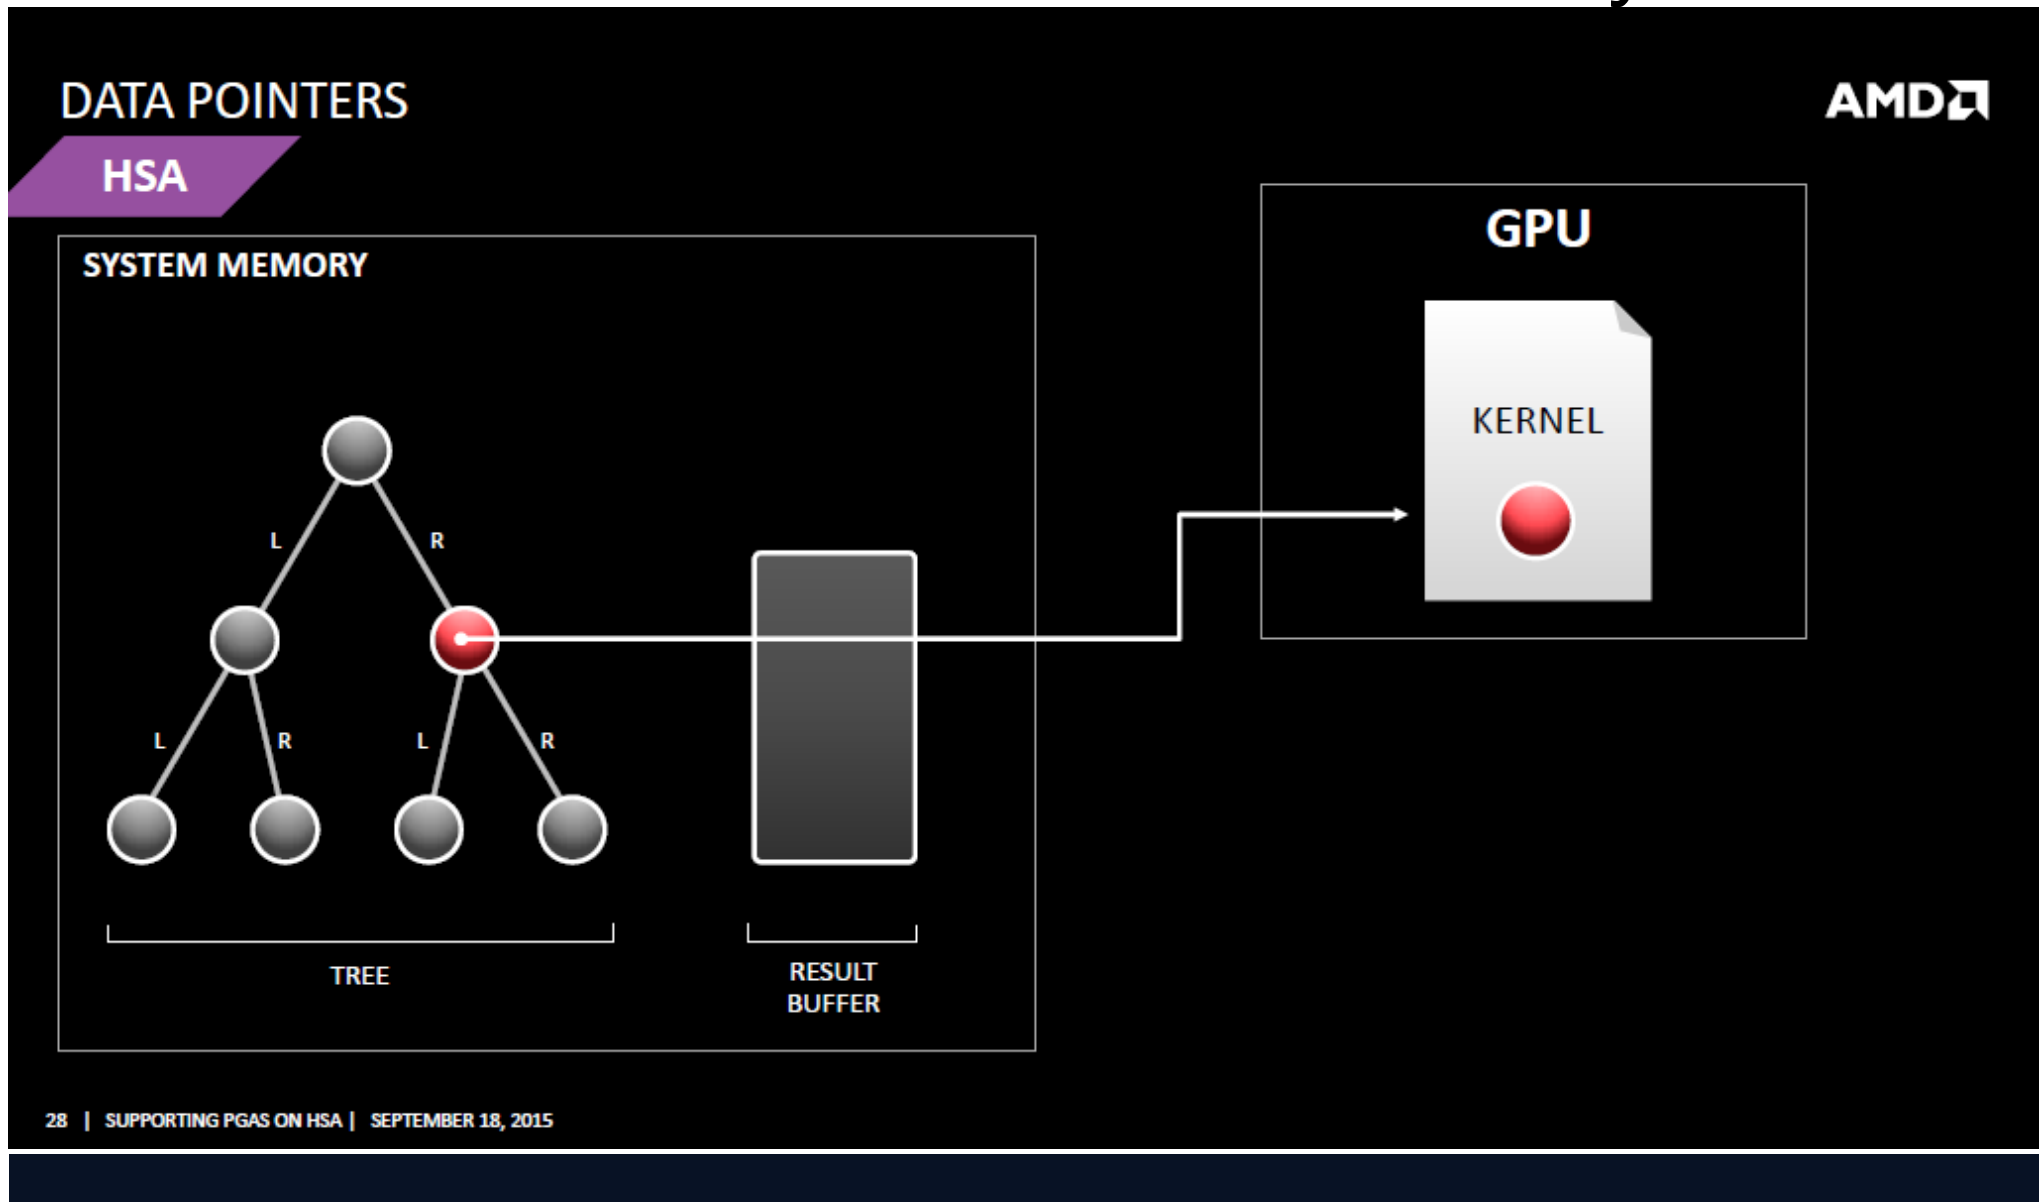 DATA POINTERS
AMD
HSA
GPU
SYSTEM MEMORY
KERNEL
L
R
L
R
L
R
TREE
RESULT
BUFFER
28 | SUPPORTING PGAS ON HSA | SEPTEMBER 18, 2015